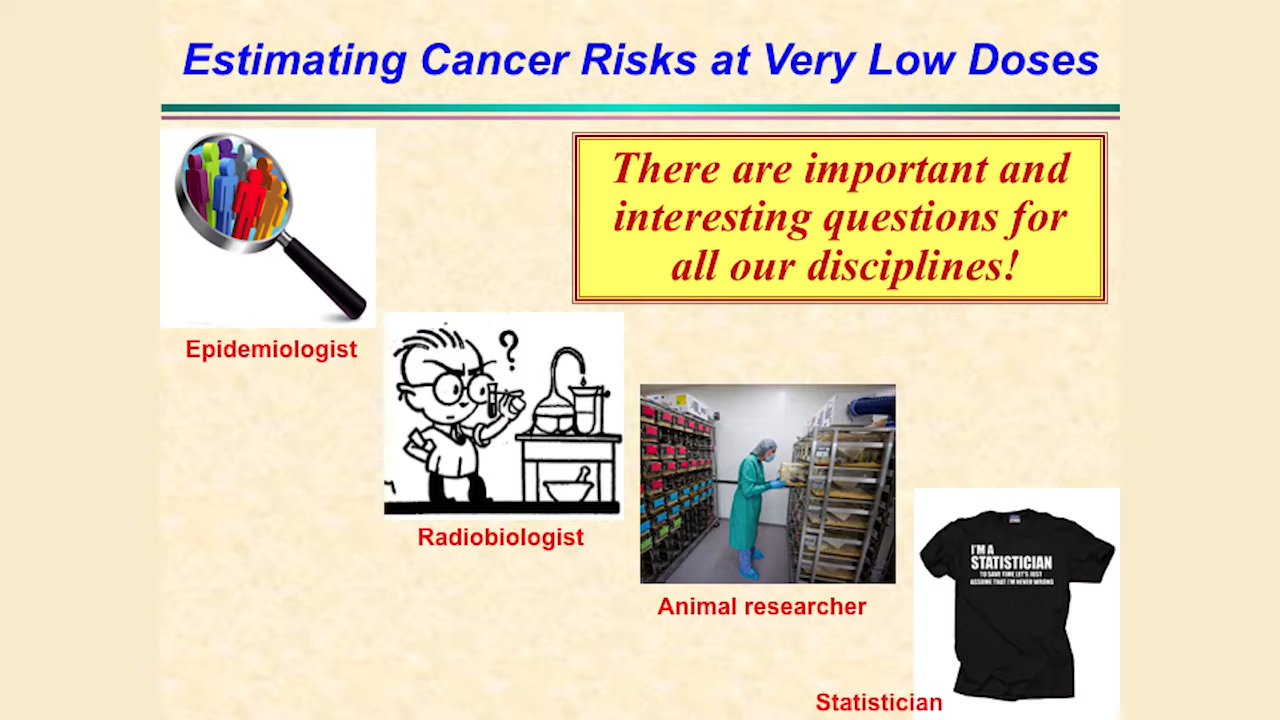 Estimating Cancer Risks at Very Low Doses
There are important and
interesting questions for
all our disciplines!
Epidemiologist
?
Radiobiologist
Animal researcher
I'M A
STATISTICIAN
TO SAVE TIME LET'S JUST
ASSUME THAT I'M NEVER WRONG
Statistician